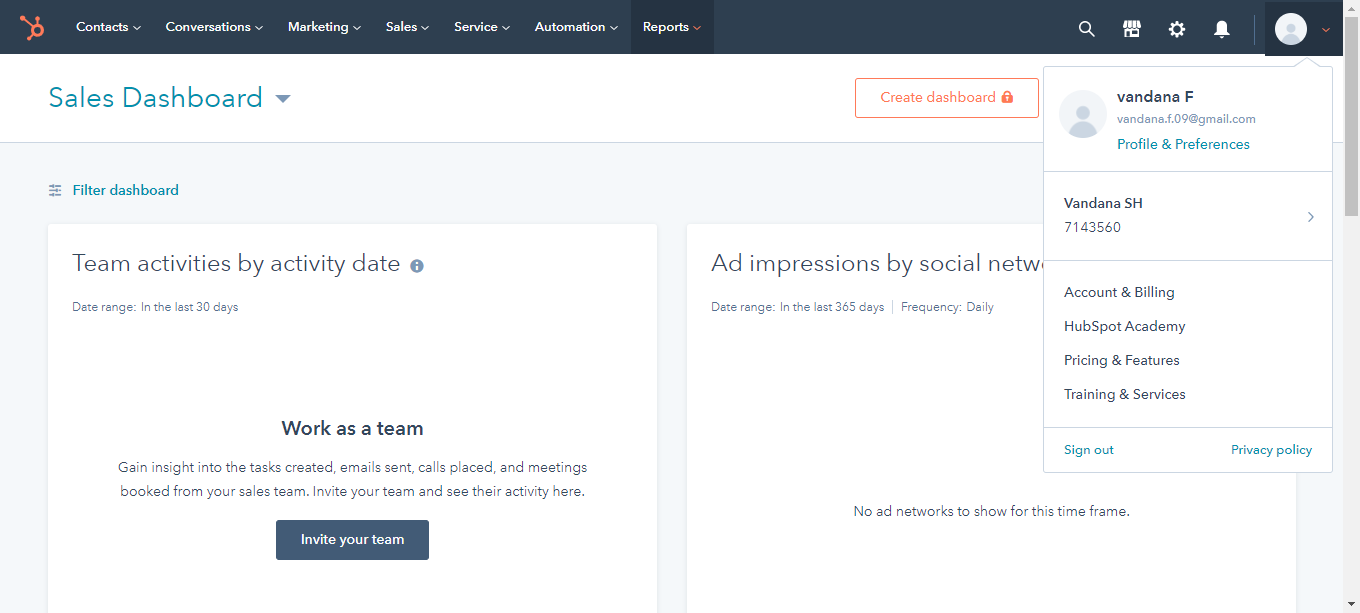 Contacts Conversations Marketing Sales Service Automation Reports
Sales Dashboard
Create dashboard
Filter dashboard
Team activities by activity date
Date range: In the last 30 days
Work as a team
Gain insight into the tasks created, emails sent, calls placed, and meetings
booked from your sales team. Invite your team and see their activity here.
Invite your team
Ad impressions by social netw
Date range: In the last 365 days Frequency: Daily
No ad networks to show for this time frame.
vandana F
vandana.f.09@gmail.com
Profile & Preferences
Vandana SH
7143560
Account & Billing
HubSpot Academy
Pricing & Features
Training & Services
Sign out Privacy policy